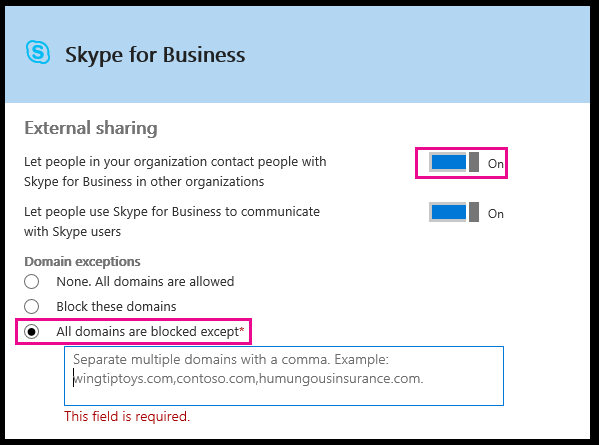 Skype for Business
External sharing
Let people in your organization contact people with
Skype for Business in other organizations
On
Let people use Skype for Business to communicate
with Skype users
On
Domain exceptions
None. All domains are allowed
Block these domains
All domains are blocked except*
Separate multiple domains with a comma. Example:
wingtiptoys.com,contoso.com,humungousinsurance.com.
This field is required.